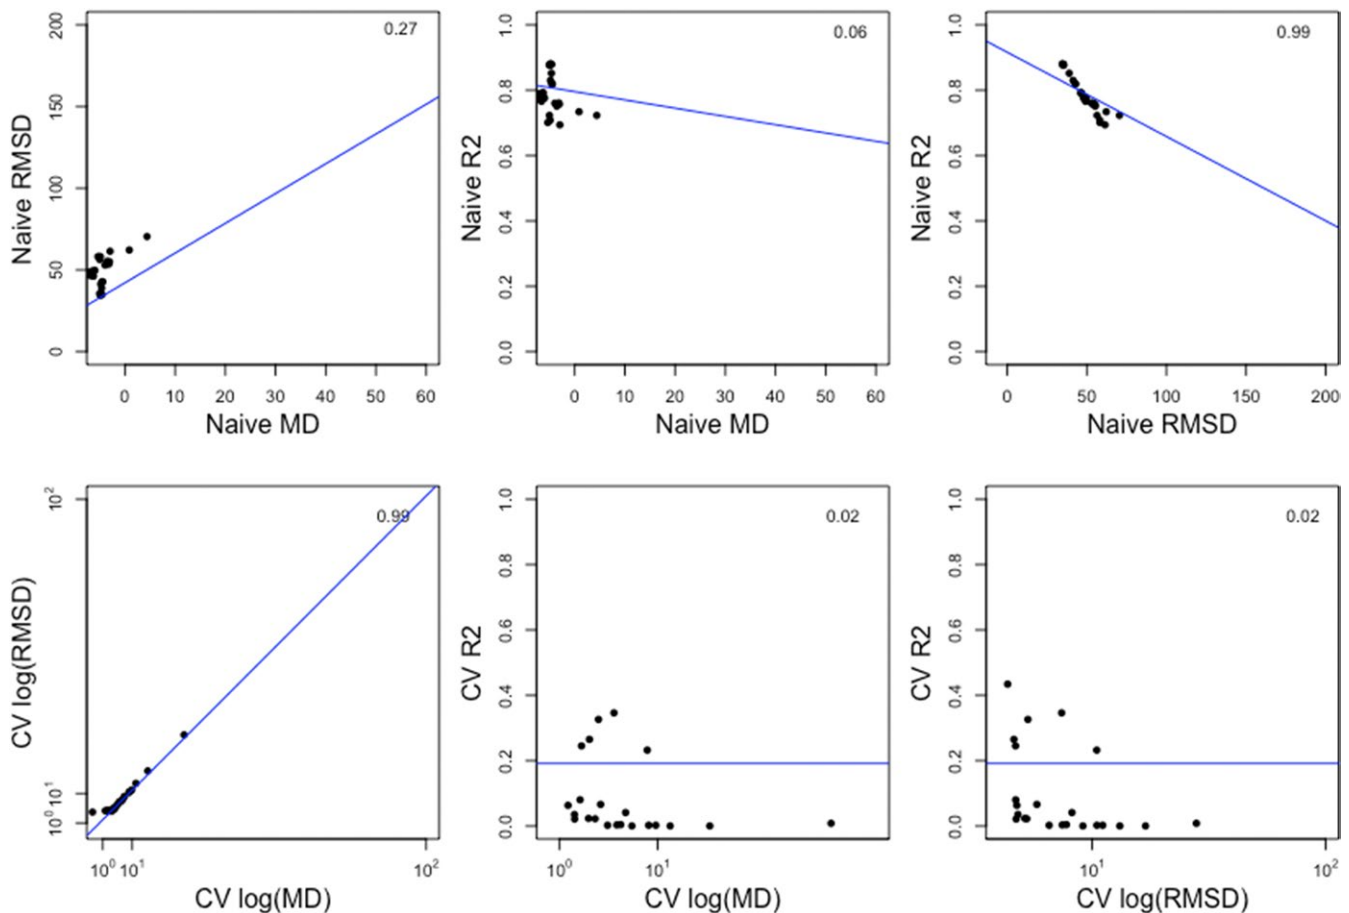 0.27
Naive RMSD
0 50 100 150 200
0 10 20 30 40 50 60
Naive MD
0.06
Naive R2
0.0 0.2 0.4 0.6 0.8 1.0
0 10 20 30 40 50 60
Naive MD
0.99
Naive R2
0.0 0.2 0.4 0.6 0.8 1.0
0 50 100 150 200
Naive RMSD
0.99
CV log(RMSD)
10⁰ 10¹ 10²
10⁰ 10¹ 10²
CV log(MD)
0.02
CV R2
0.0 0.2 0.4 0.6 0.8 1.0
10⁰ 10¹
CV log(MD)
0.02
CV R2
0.0 0.2 0.4 0.6 0.8 1.0
10¹ 10²
CV log(RMSD)